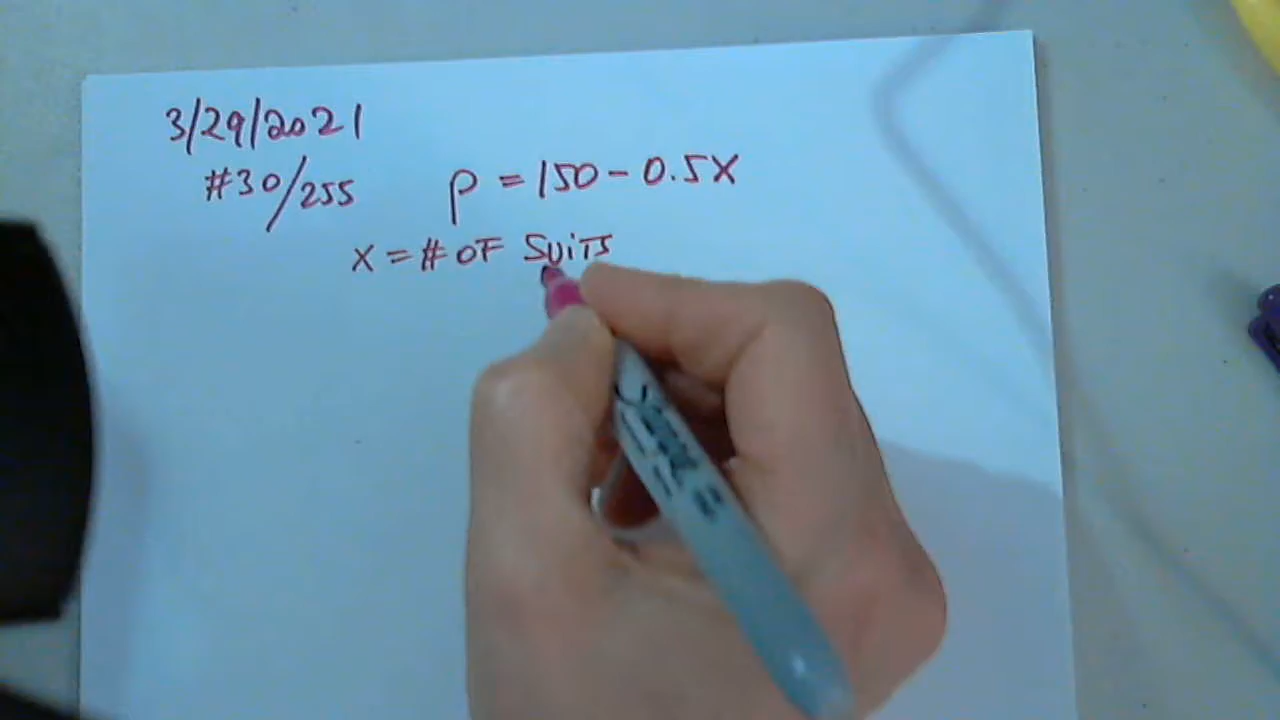 3/29/2021
#30/255 p = 150 - 0.5X
X = # OF SUITS